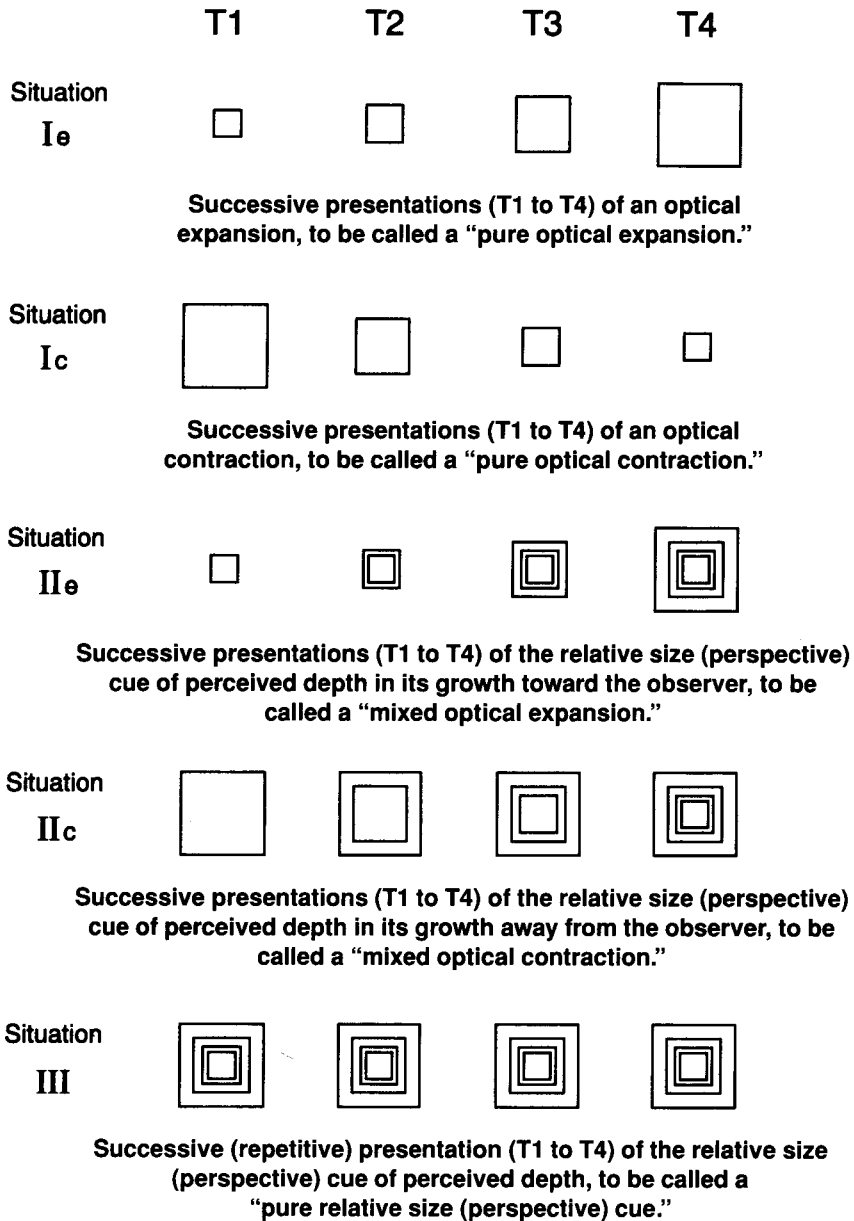 T1 T2 T3 T4
Situation
Ie
Successive presentations (T1 to T4) of an optical
expansion, to be called a “pure optical expansion.”
Situation
Ic
Successive presentations (T1 to T4) of an optical
contraction, to be called a “pure optical contraction.”
Situation
IIe
Successive presentations (T1 to T4) of the relative size (perspective)
cue of perceived depth in its growth toward the observer, to be
called a “mixed optical expansion.”
Situation
IIc
Successive presentations (T1 to T4) of the relative size (perspective)
cue of perceived depth in its growth away from the observer, to be
called a “mixed optical contraction.”
Situation
III
Successive (repetitive) presentation (T1 to T4) of the relative size
(perspective) cue of perceived depth, to be called a
“pure relative size (perspective) cue.”